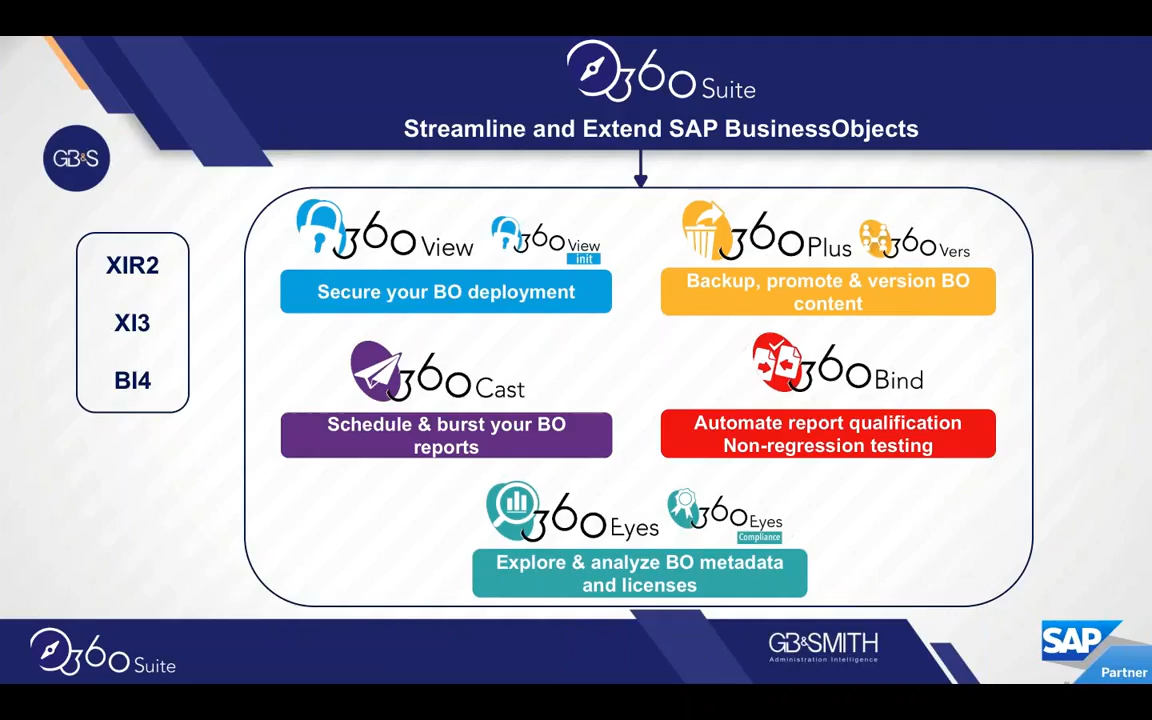 360 Suite
Streamline and Extend SAP BusinessObjects
GB&S
XIR2
XI3
BI4
360 View
360 View
init
Secure your BO deployment
360 Plus
360 Vers
Backup, promote & version BO
content
360 Cast
Schedule & burst your BO
reports
360 Bind
Automate report qualification
Non-regression testing
360 Eyes
360 Eyes
Compliance
Explore & analyze BO metadata
and licenses
360 Suite
GB&SMITH
Administration Intelligence
SAP
Partner